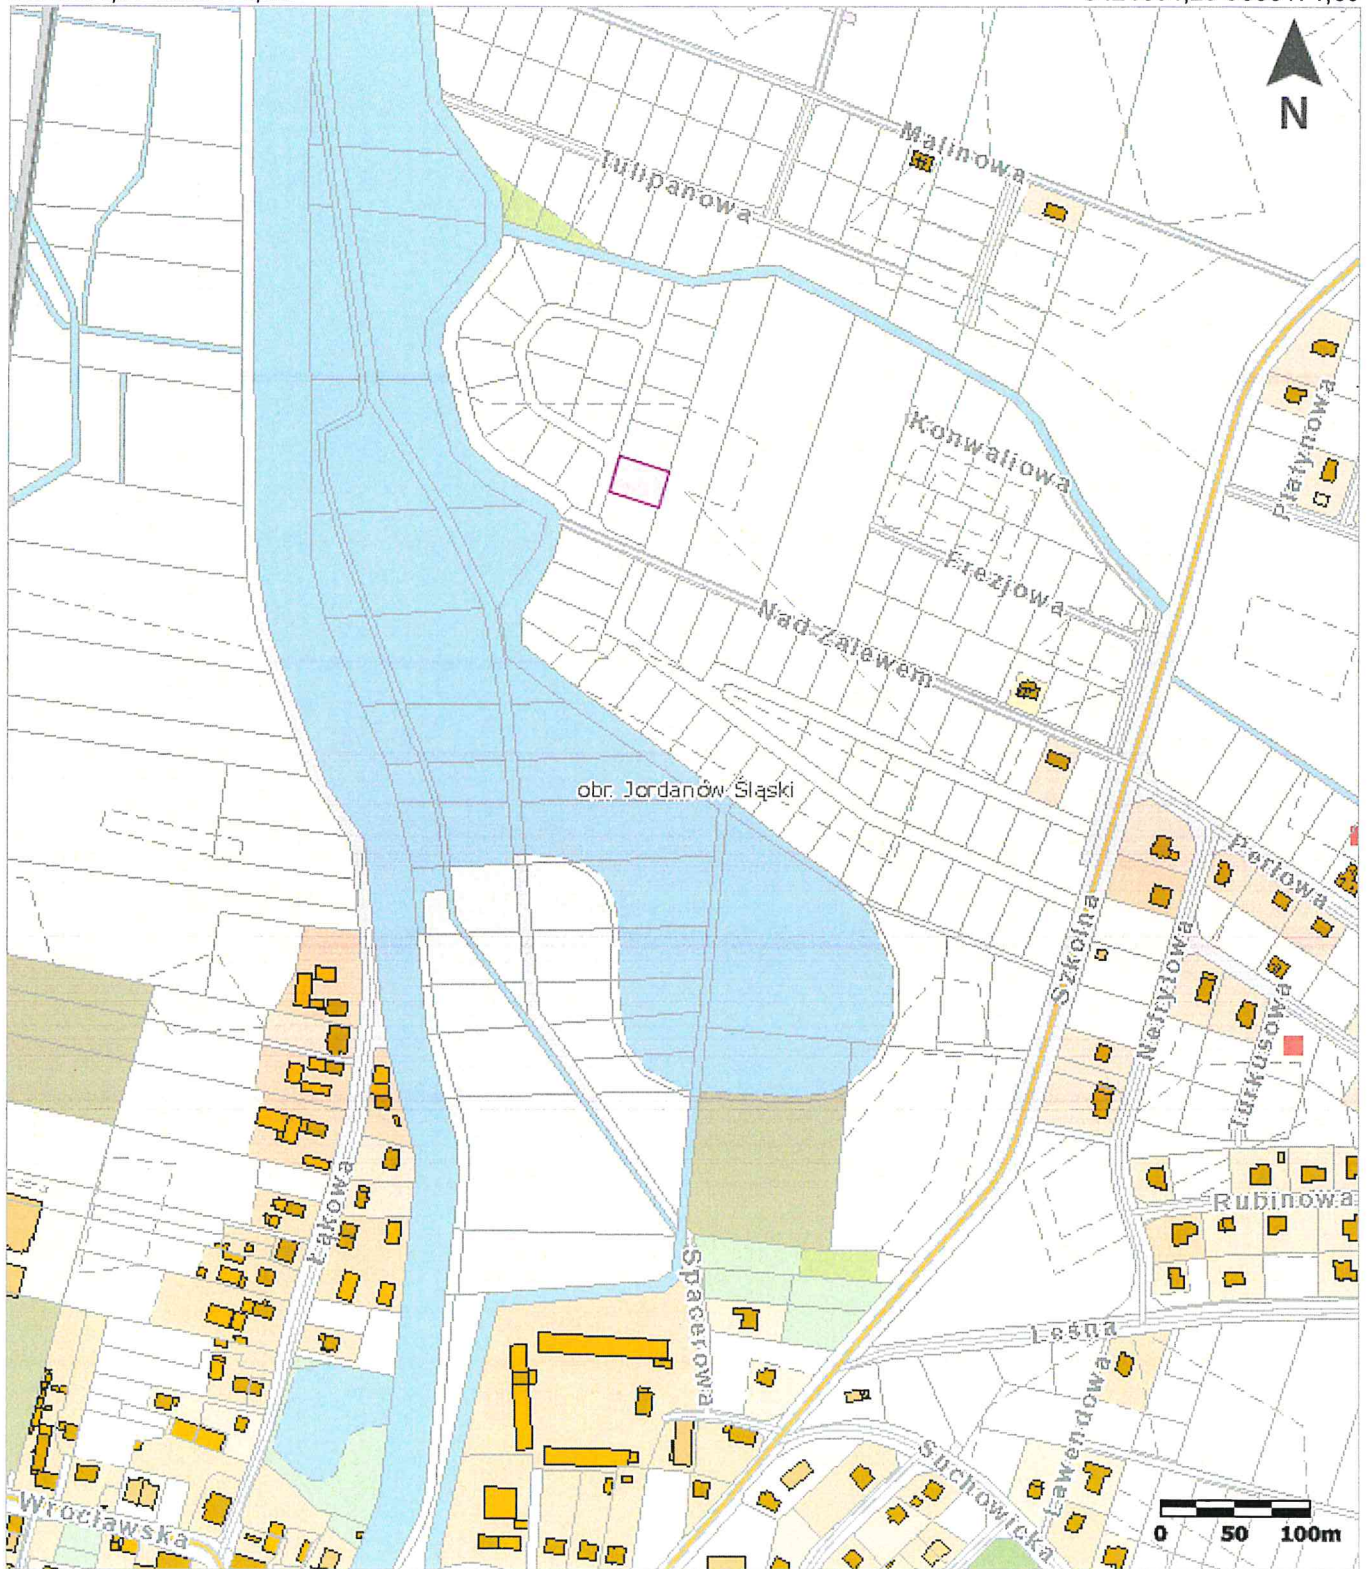 N
Malinowa
Tulipanowa
Platynowa
Konwaliowa
Frezjowa
Nad Zalewem
obr. Jordanów Śląski
Perłowa
Szkolna
Nefrytowa
Turkusowa
Łąkowa
Rubinowa
Spacerowa
Leśna
Lawendowa
Suchowicka
Wrocławska
0 50 100m